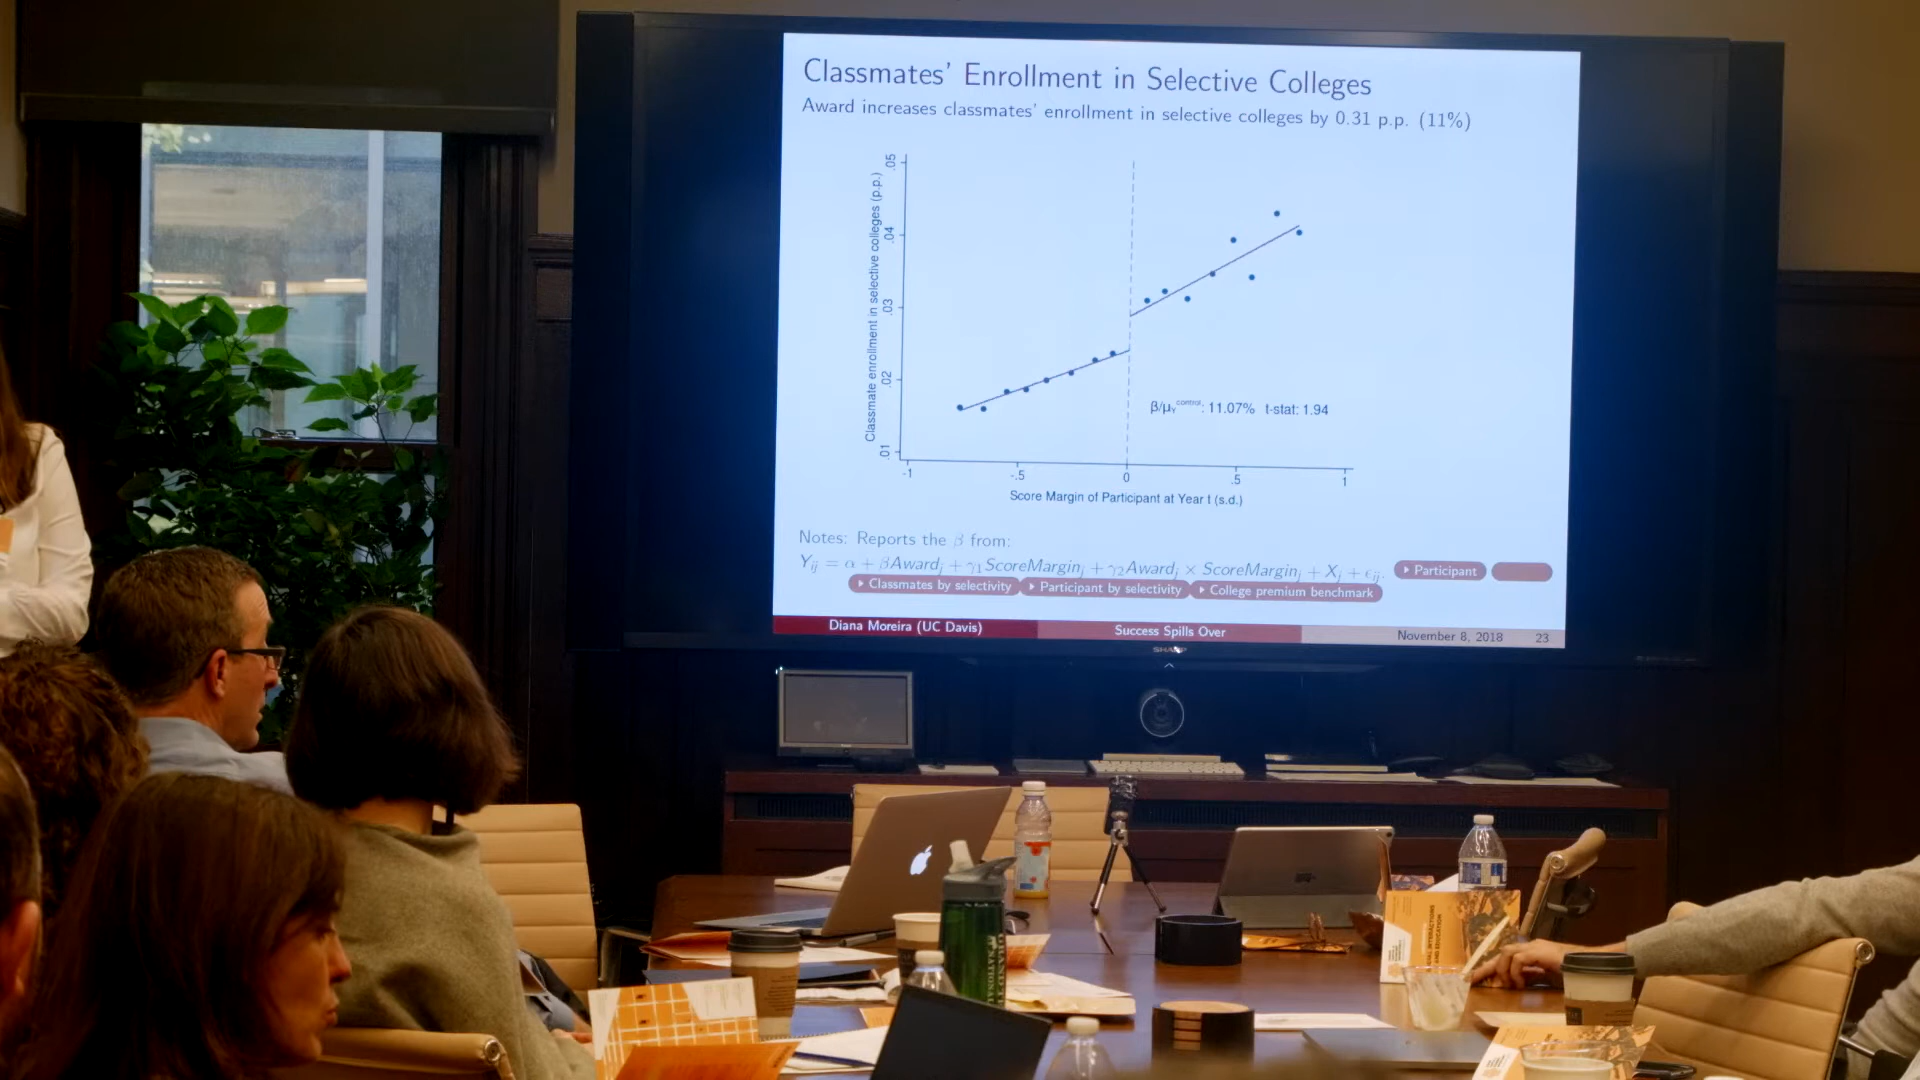 Classmates' Enrollment in Selective Colleges
Award increases classmates' enrollment in selective colleges by 0.31 p.p. (11%)
Classmate enrollment in selective colleges (p.p.)
.05
.04
.03
.02
.01
β/μY control: 11.07% t-stat: 1.94
-1 -.5 0 .5 1
Score Margin of Participant at Year t (s.d.)
Notes: Reports the β from:
Yij = α + βAwardj + γ1ScoreMarginj + γ2Awardj × ScoreMarginj + Xj + ϵij.
Participant
Classmates by selectivity
Participant by selectivity
College premium benchmark
Diana Moreira (UC Davis)
Success Spills Over
November 8, 2018 23
SHARP
AND EDUCATION